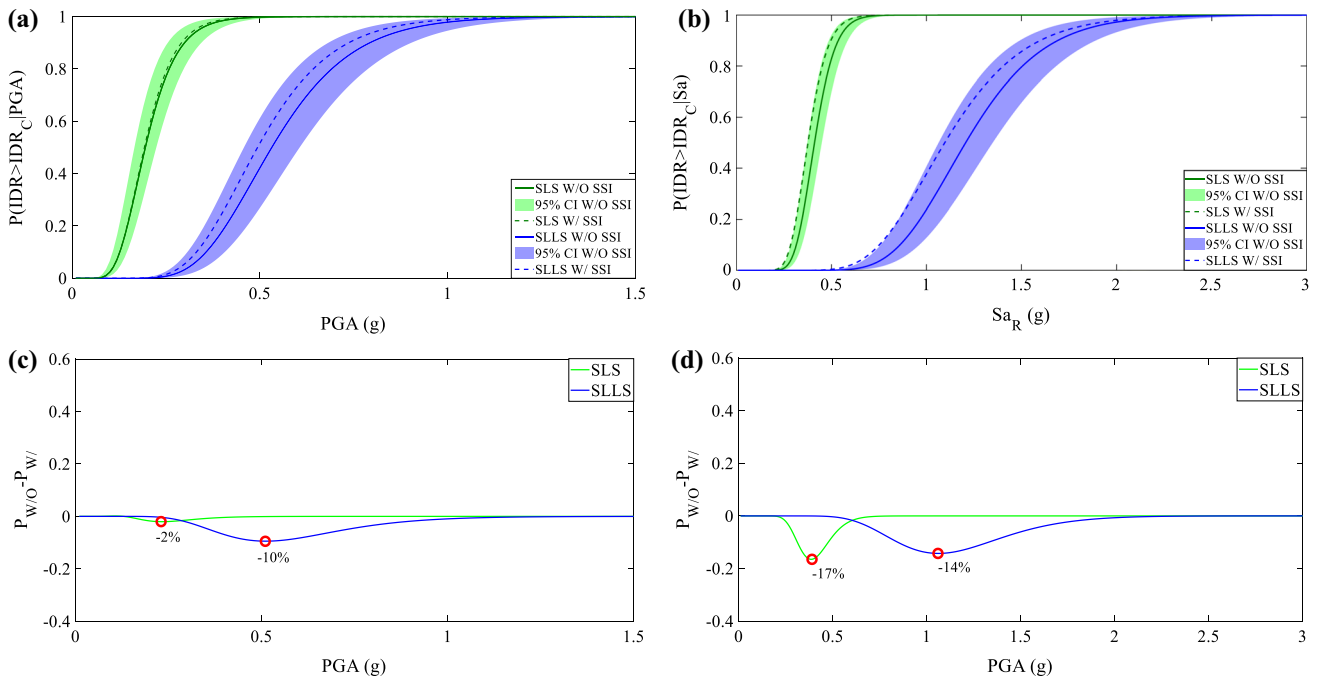 (a)
1
0.8
0.6
0.4
0.2
0
P(IDR>IDR_C|PGA)
0
0.5
1
1.5
PGA (g)
SLS W/O SSI
95% CI W/O SSI
SLS W/ SSI
SLLS W/O SSI
95% CI W/O SSI
SLLS W/ SSI
(b)
1
0.8
0.6
0.4
0.2
0
P(IDR>IDR_C|Sa)
0
0.5
1
1.5
2
2.5
3
Sa_R (g)
SLS W/O SSI
95% CI W/O SSI
SLS W/ SSI
SLLS W/O SSI
95% CI W/O SSI
SLLS W/ SSI
(c)
0.6
0.4
0.2
0
-0.2
-0.4
P_W/O-P_W/
SLS
SLLS
-2%
-10%
0
0.5
1
1.5
PGA (g)
(d)
0.6
0.4
0.2
0
-0.2
-0.4
P_W/O-P_W/
SLS
SLLS
-17%
-14%
0
0.5
1
1.5
2
2.5
3
PGA (g)